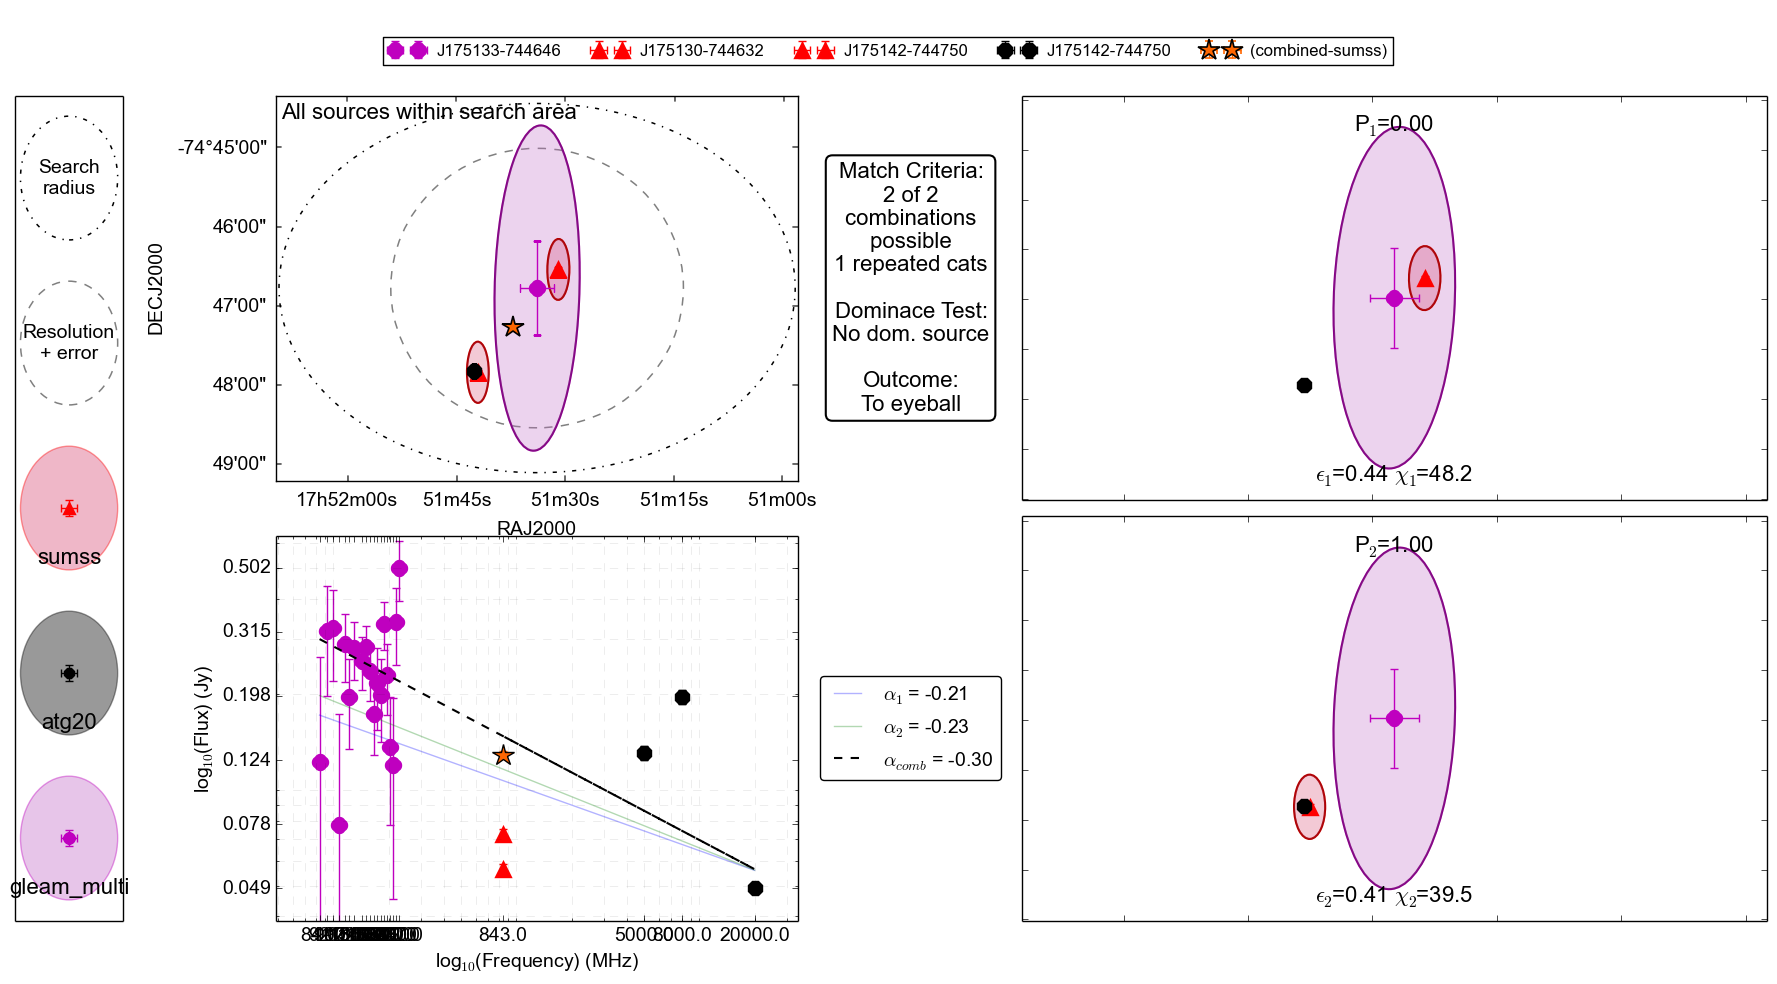 J175133-744646 J175130-744632 J175142-744750 J175142-744750 (combined-sumss)
Search
radius
Resolution
+ error
sumss
atg20
gleam_multi
All sources within search area
DECJ2000
-74°45'00"
46'00"
47'00"
48'00"
49'00"
17h52m00s 51m45s 51m30s 51m15s 51m00s
RAJ2000
Match Criteria:
2 of 2
combinations
possible
1 repeated cats
Dominace Test:
No dom. source
Outcome:
To eyeball
P1=0.00
ϵ1=0.44 χ1=48.2
log10(Flux) (Jy)
0.502
0.315
0.198
0.124
0.078
0.049
843.0 5000.0 8000.0 20000.0
log10(Frequency) (MHz)
α1 = -0.21
α2 = -0.23
αcomb = -0.30
P2=1.00
ϵ2=0.41 χ2=39.5